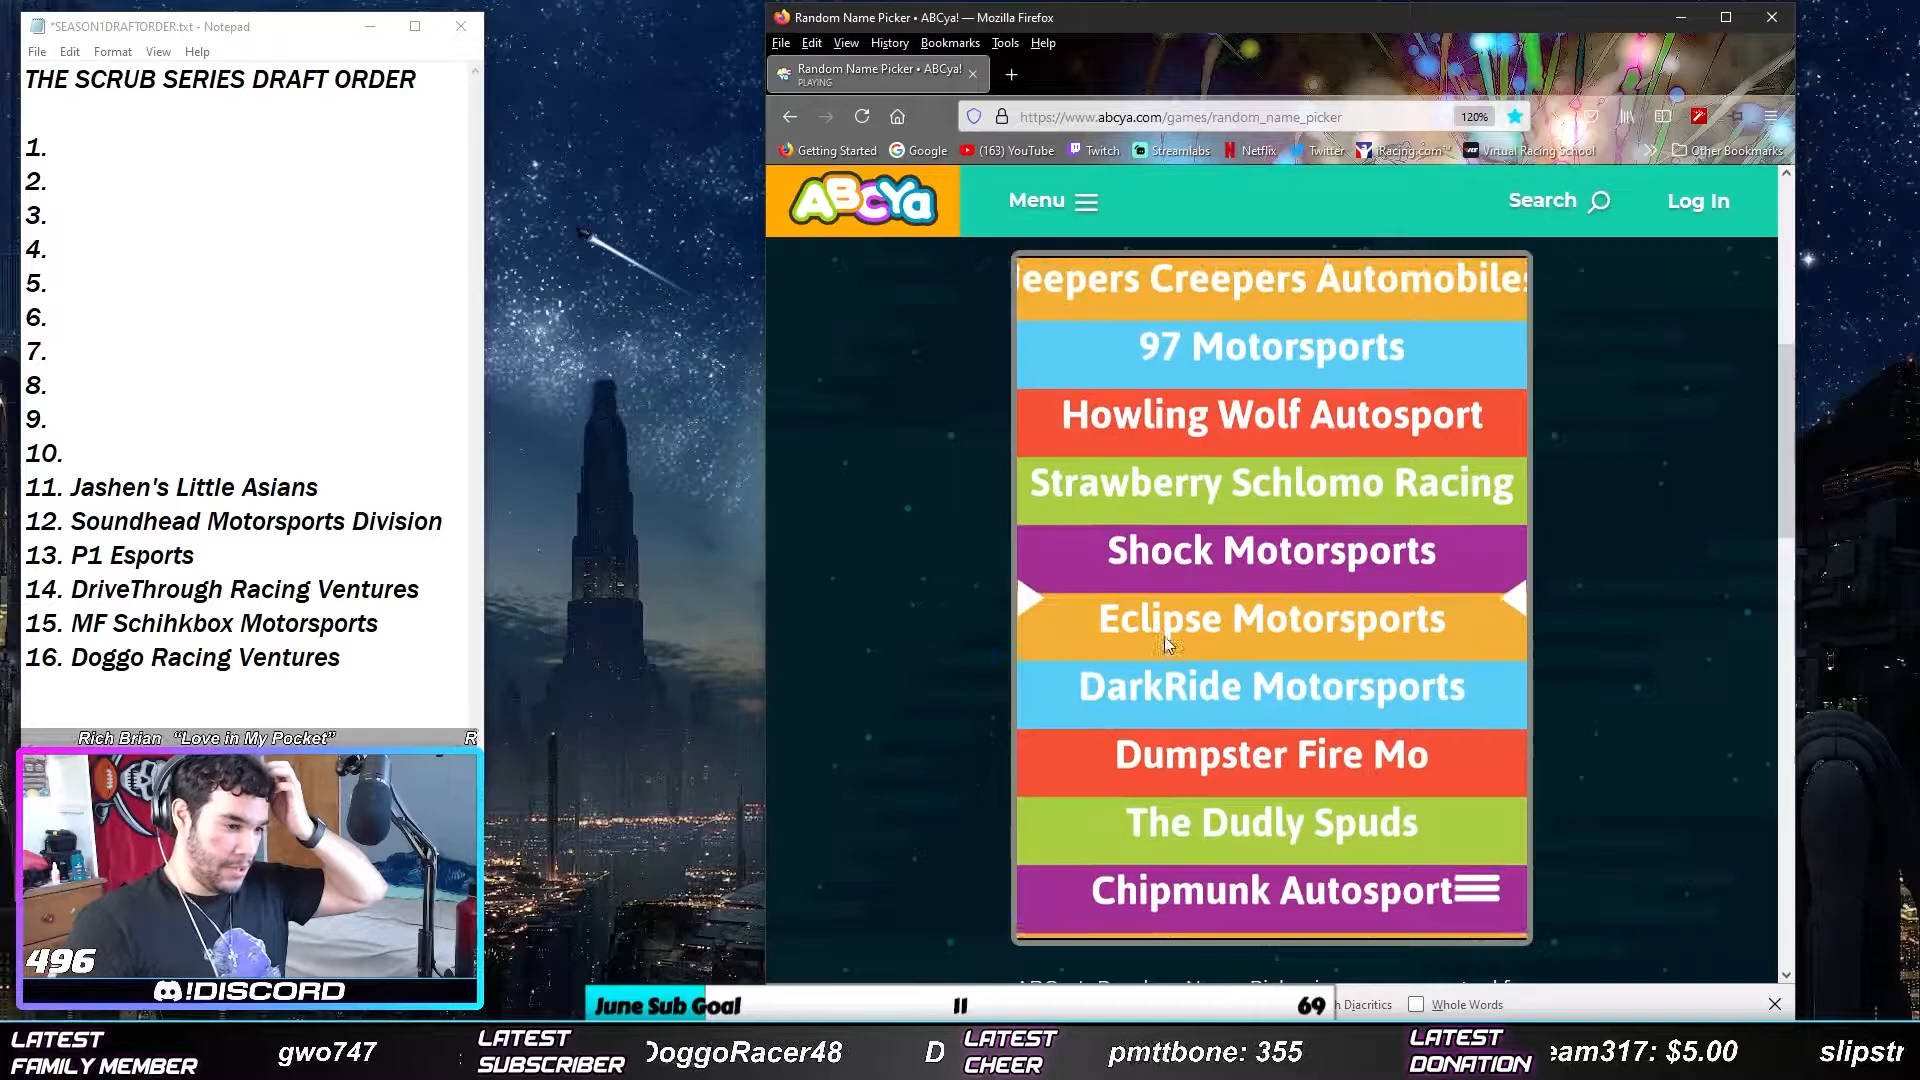 *SEASON1DRAFTORDER.txt - Notepad
File Edit Format View Help
THE SCRUB SERIES DRAFT ORDER
1.
2.
3.
4.
5.
6.
7.
8.
9.
10.
11. Jashen's Little Asians
12. Soundhead Motorsports Division
13. P1 Esports
14. DriveThrough Racing Ventures
15. MF Schihkbox Motorsports
16. Doggo Racing Ventures
Rich Brian "Love in My Pocket" R
496
!DISCORD
Random Name Picker • ABCya! — Mozilla Firefox
File Edit View History Bookmarks Tools Help
Random Name Picker • ABCya!
PLAYING
https://www.abcya.com/games/random_name_picker 120%
Getting Started Google (163) YouTube Twitch Streamlabs Netflix Twitter iRacing.com™ Virtual Racing School Other Bookmarks
ABCYa Menu Search Log In
eepers Creepers Automobiles
97 Motorsports
Howling Wolf Autosport
Strawberry Schlomo Racing
Shock Motorsports
Eclipse Motorsports
DarkRide Motorsports
Dumpster Fire Mo
The Dudly Spuds
Chipmunk Autosport
June Sub Goal 11 69 h Diacritics Whole Words
LATEST FAMILY MEMBER gwo747 : LATEST SUBSCRIBER DoggoRacer48 D LATEST CHEER pmttbone: 355 LATEST DONATION eam317: $5.00 slipstr